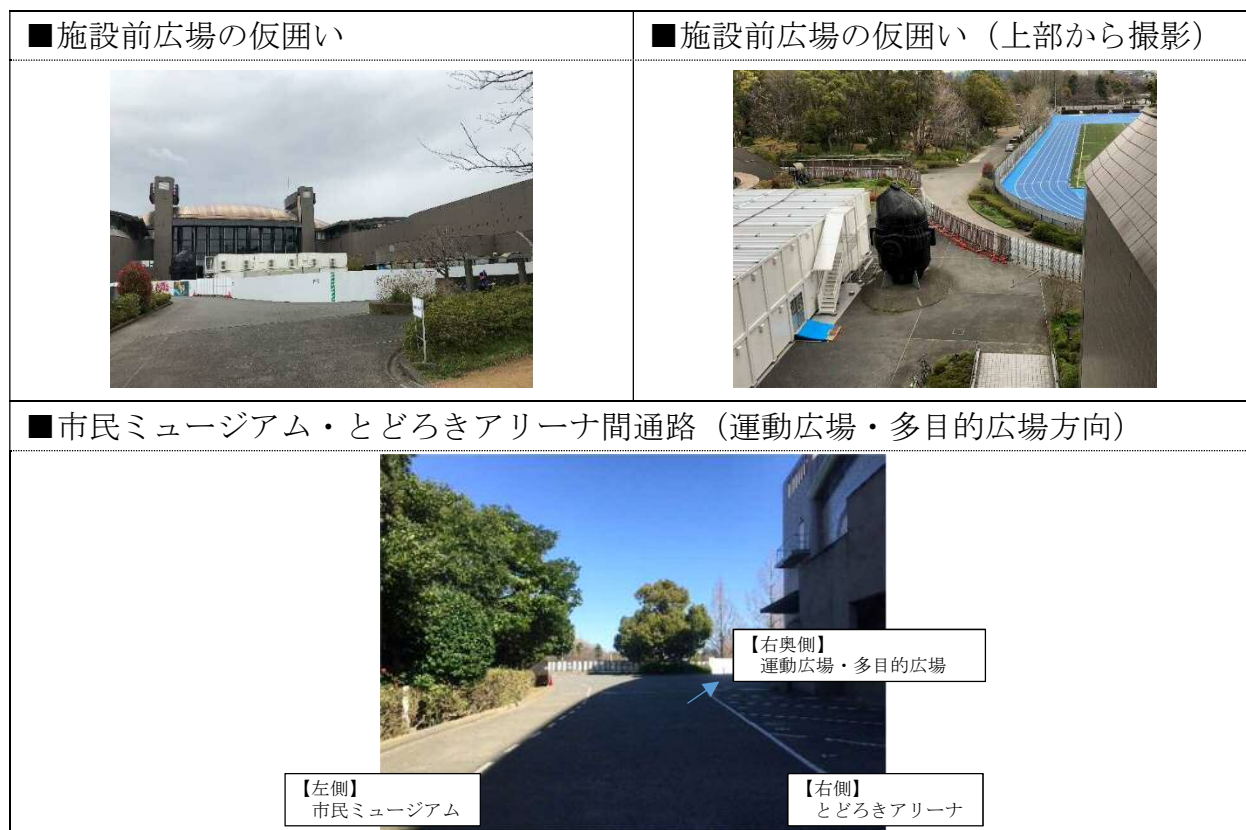 ■施設前広場の仮囲い
■施設前広場の仮囲い（上部から撮影）
■市民ミュージアム・とどろきアリーナ間通路（運動広場・多目的広場方向）
【右奥側】
運動広場・多目的広場
【左側】
市民ミュージアム
【右側】
とどろきアリーナ